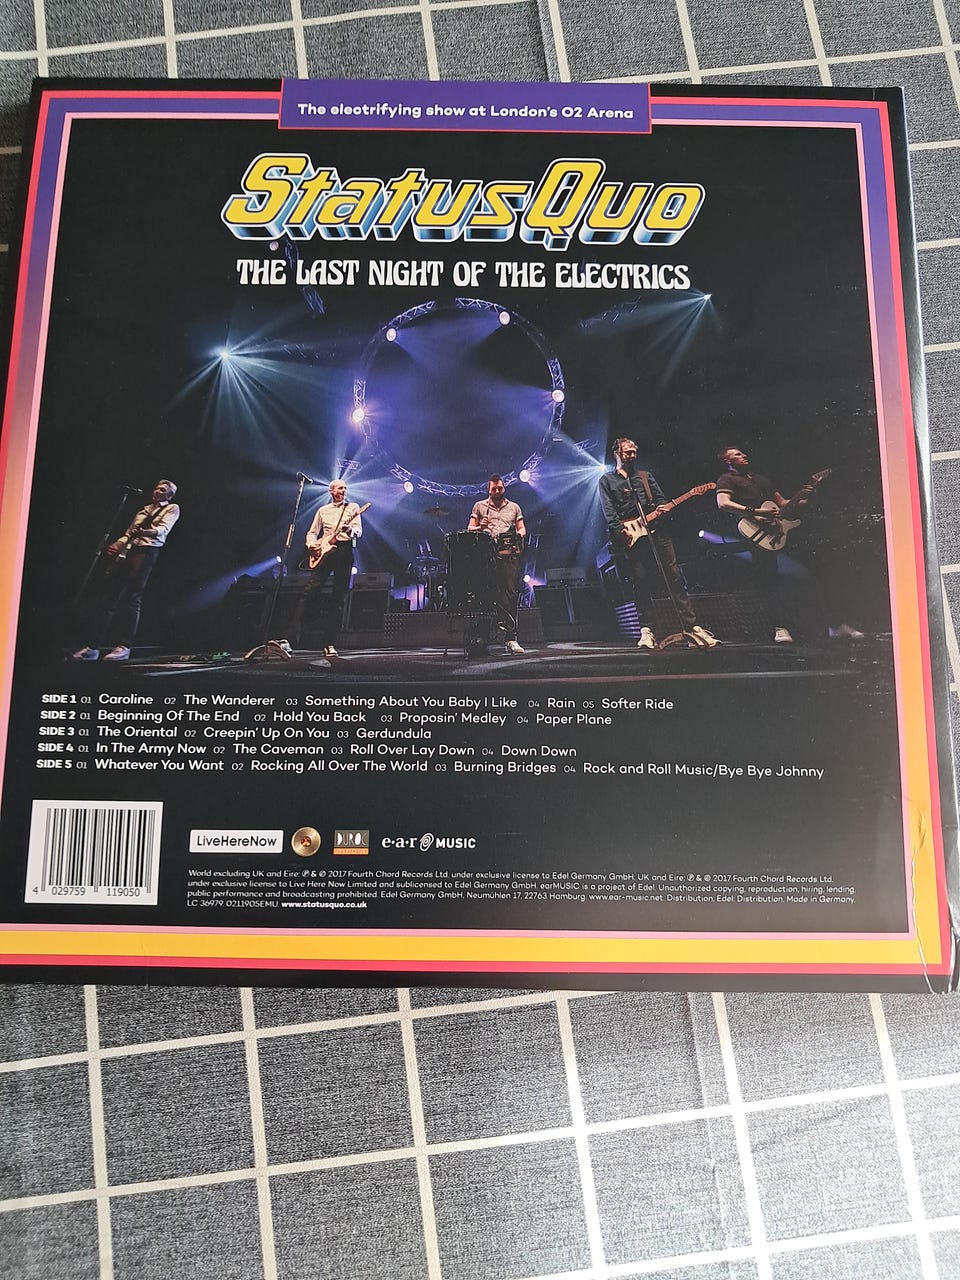 The electrifying show at London's O2 Arena
Status Quo
THE LAST NIGHT OF THE ELECTRICS
SIDE 1 01 Caroline 02 The Wanderer 03 Something About You Baby I Like 04 Rain 05 Softer Ride
SIDE 2 01 Beginning Of The End 02 Hold You Back 03 Proposin' Medley 04 Paper Plane
SIDE 3 01 The Oriental 02 Creepin' Up On You 03 Gerdundula
SIDE 4 01 In The Army Now 02 The Caveman 03 Roll Over Lay Down 04 Down Down
SIDE 5 01 Whatever You Want 02 Rocking All Over The World 03 Burning Bridges 04 Rock and Roll Music/Bye Bye Johnny
4 029759 119050
LiveHereNow DUROC e·a·r MUSIC
World excluding UK and Eire: ℗ & © 2017 Fourth Chord Records Ltd. under exclusive license to Edel Germany GmbH. UK and Eire: ℗ & © 2017 Fourth Chord Records Ltd.
under exclusive license to Live Here Now Limited and sublicensed to Edel Germany GmbH. earMUSIC is a project of Edel. Unauthorized copying, reproduction, hiring, lending,
public performance and broadcasting prohibited. Edel Germany GmbH, Neumühlen 17, 22763 Hamburg. www.ear-music.net. Distribution: Edel: Distribution. Made in Germany.
LC 36979 0211905EMU. www.statusquo.co.uk